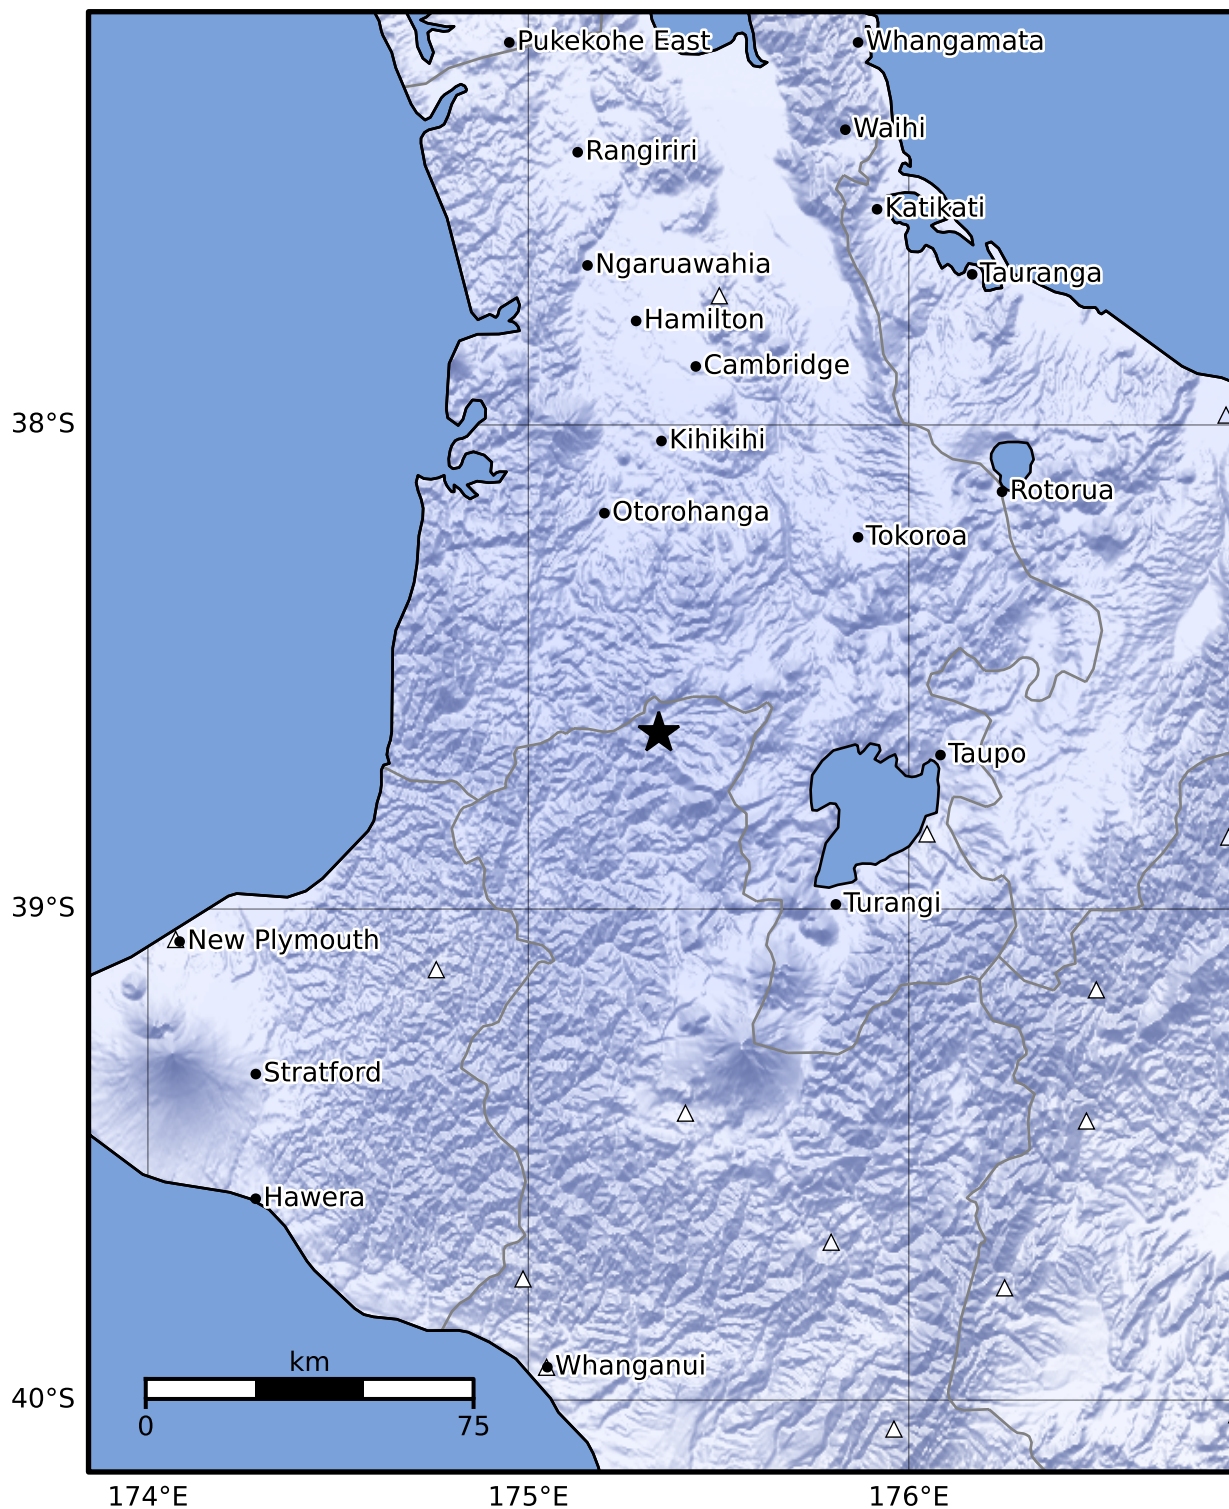 Pukekohe East
Whangamata
Waihi
Rangiriri
Katikati
Ngaruawahia
Tauranga
Hamilton
Cambridge
38°S
Kihikihi
Rotorua
Otorohanga
Tokoroa
Taupo
39°S
Turangi
New Plymouth
Stratford
Hawera
km
Whanganui
40°S
0
75
174°E
175°E
176°E